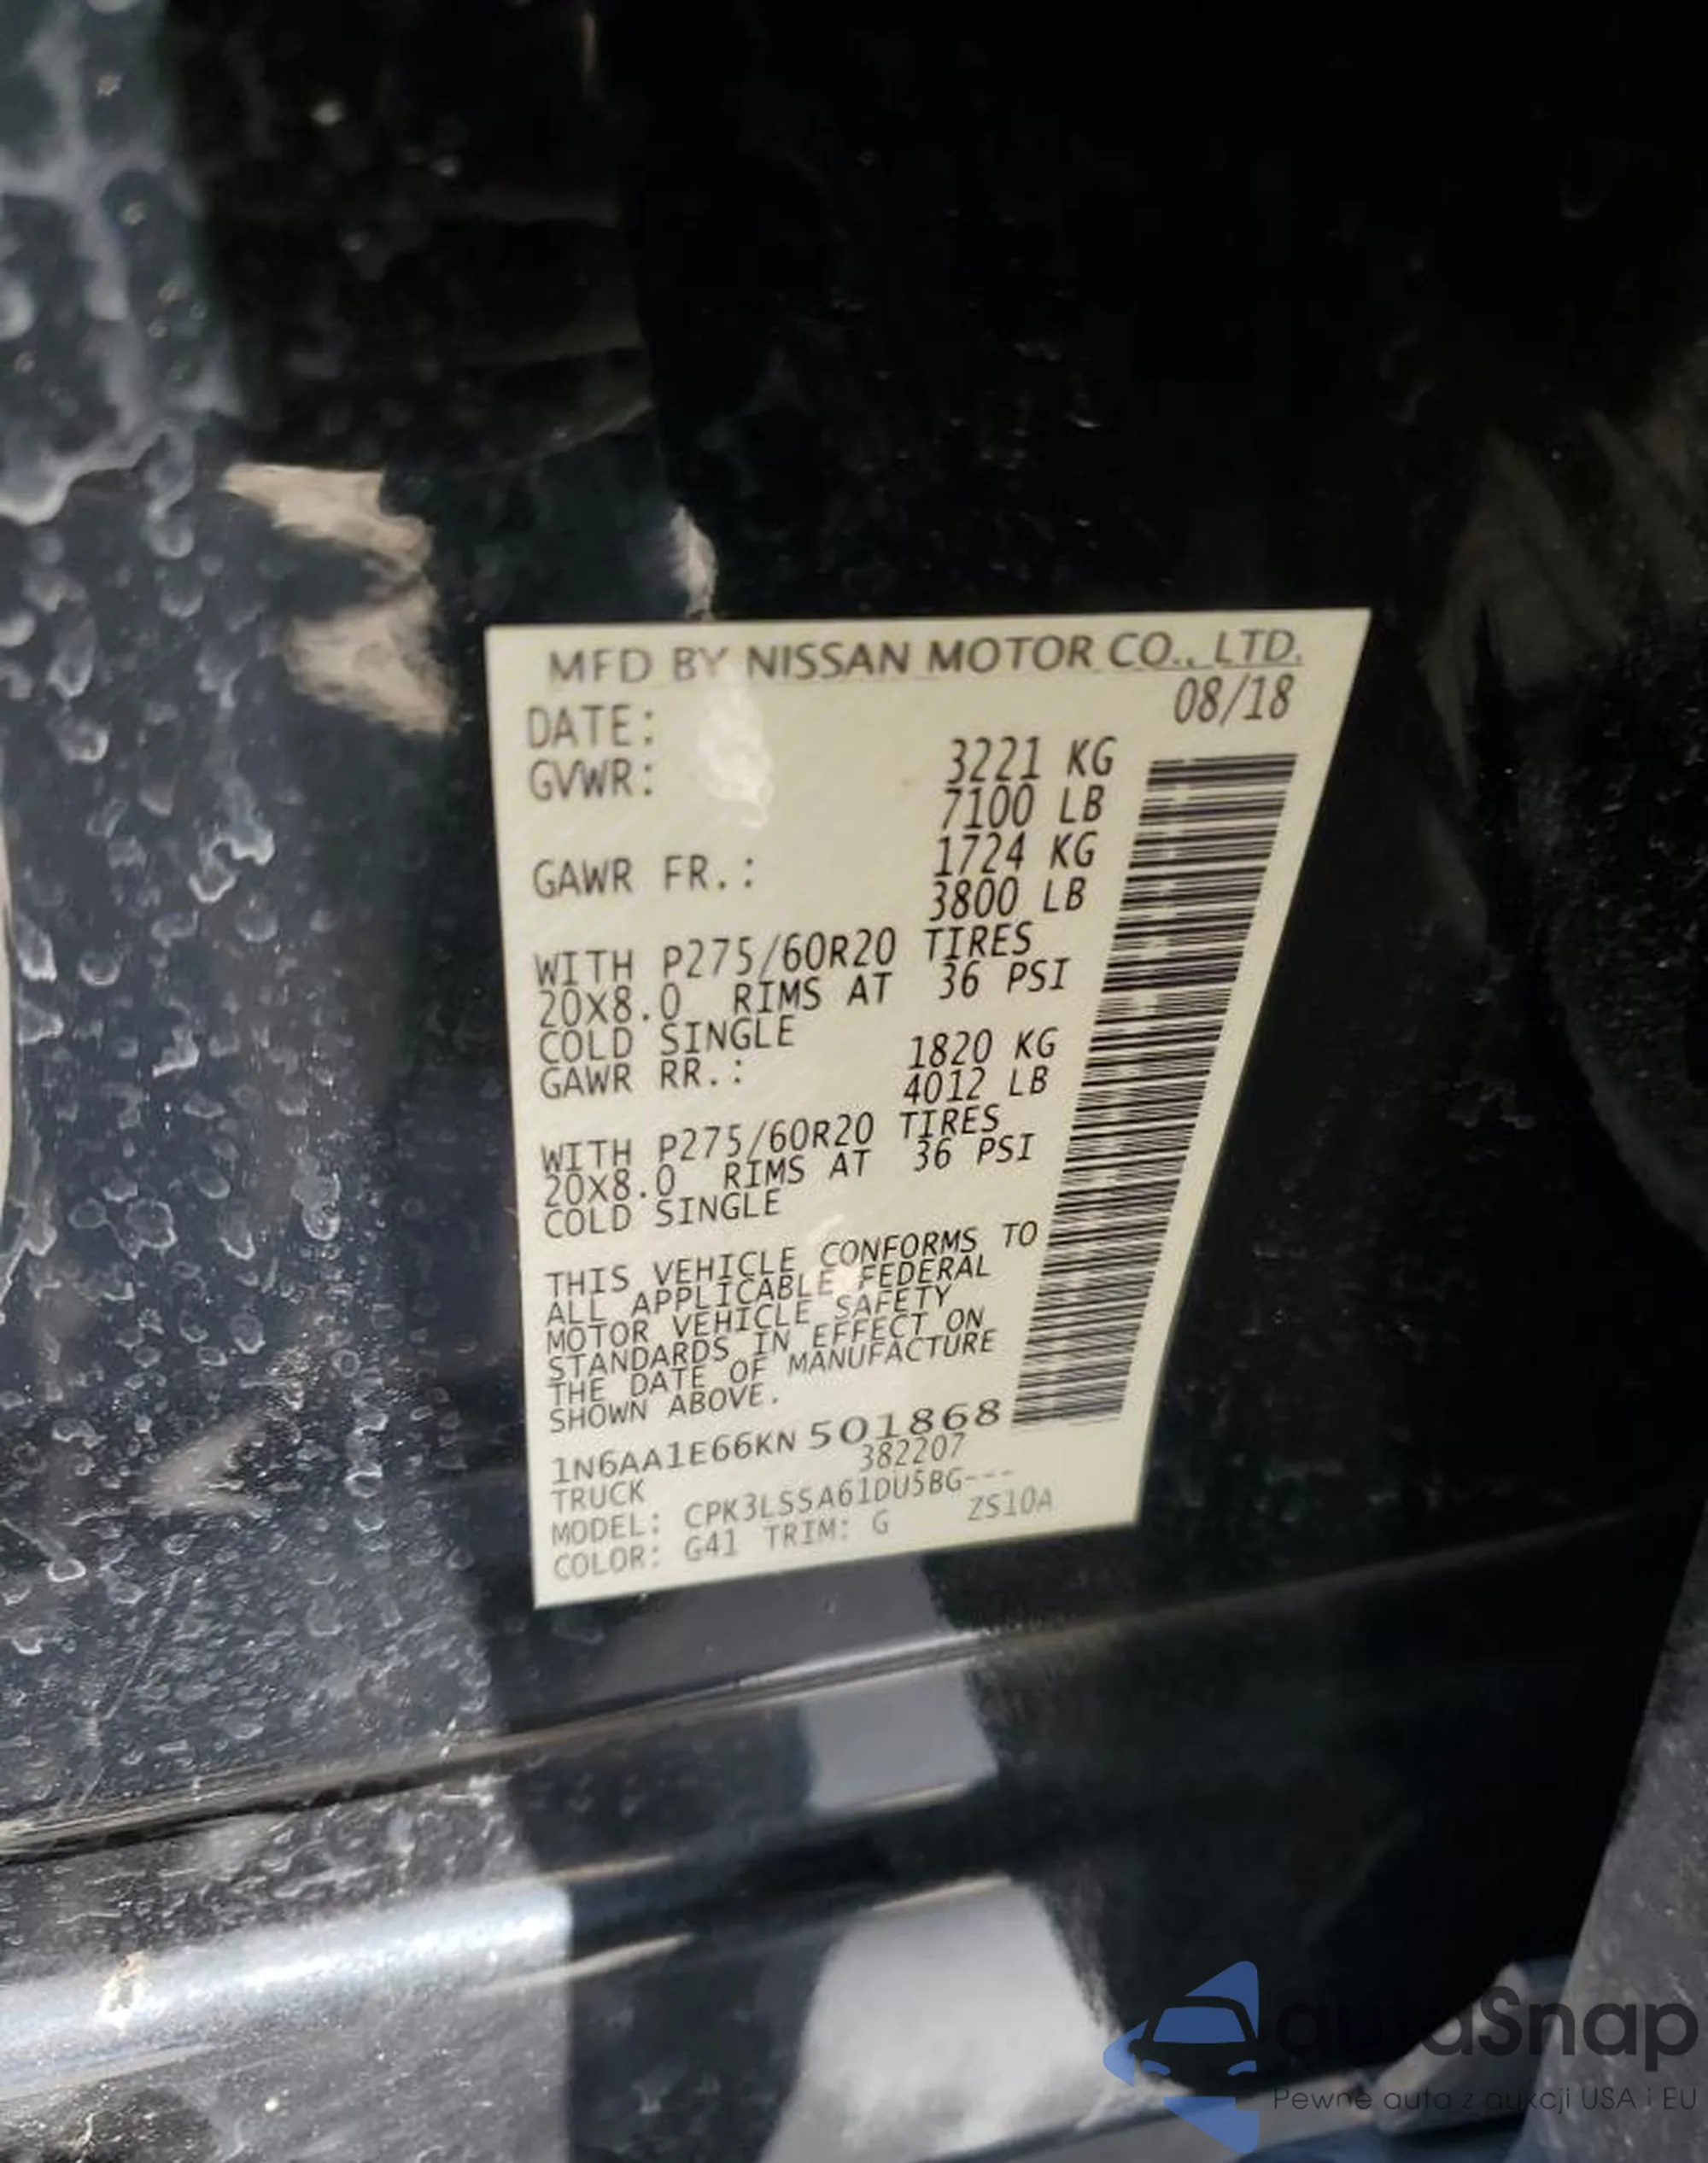 MFD BY NISSAN MOTOR CO., LTD.
DATE: 08/18
GVWR: 3221 KG
7100 LB
GAWR FR.: 1724 KG
3800 LB
WITH P275/60R20 TIRES
20X8.0 RIMS AT 36 PSI
COLD SINGLE
GAWR RR.: 1820 KG
4012 LB
WITH P275/60R20 TIRES
20X8.0 RIMS AT 36 PSI
COLD SINGLE
THIS VEHICLE CONFORMS TO
ALL APPLICABLE FEDERAL
MOTOR VEHICLE SAFETY
STANDARDS IN EFFECT ON
THE DATE OF MANUFACTURE
SHOWN ABOVE.
1N6AA1E66KN501868
TRUCK 382207
MODEL: CPK3LSSA61DU5BG---
COLOR: G41 TRIM: G ZS10A
autaSnap
Pewne auta z aukcji USA i EU